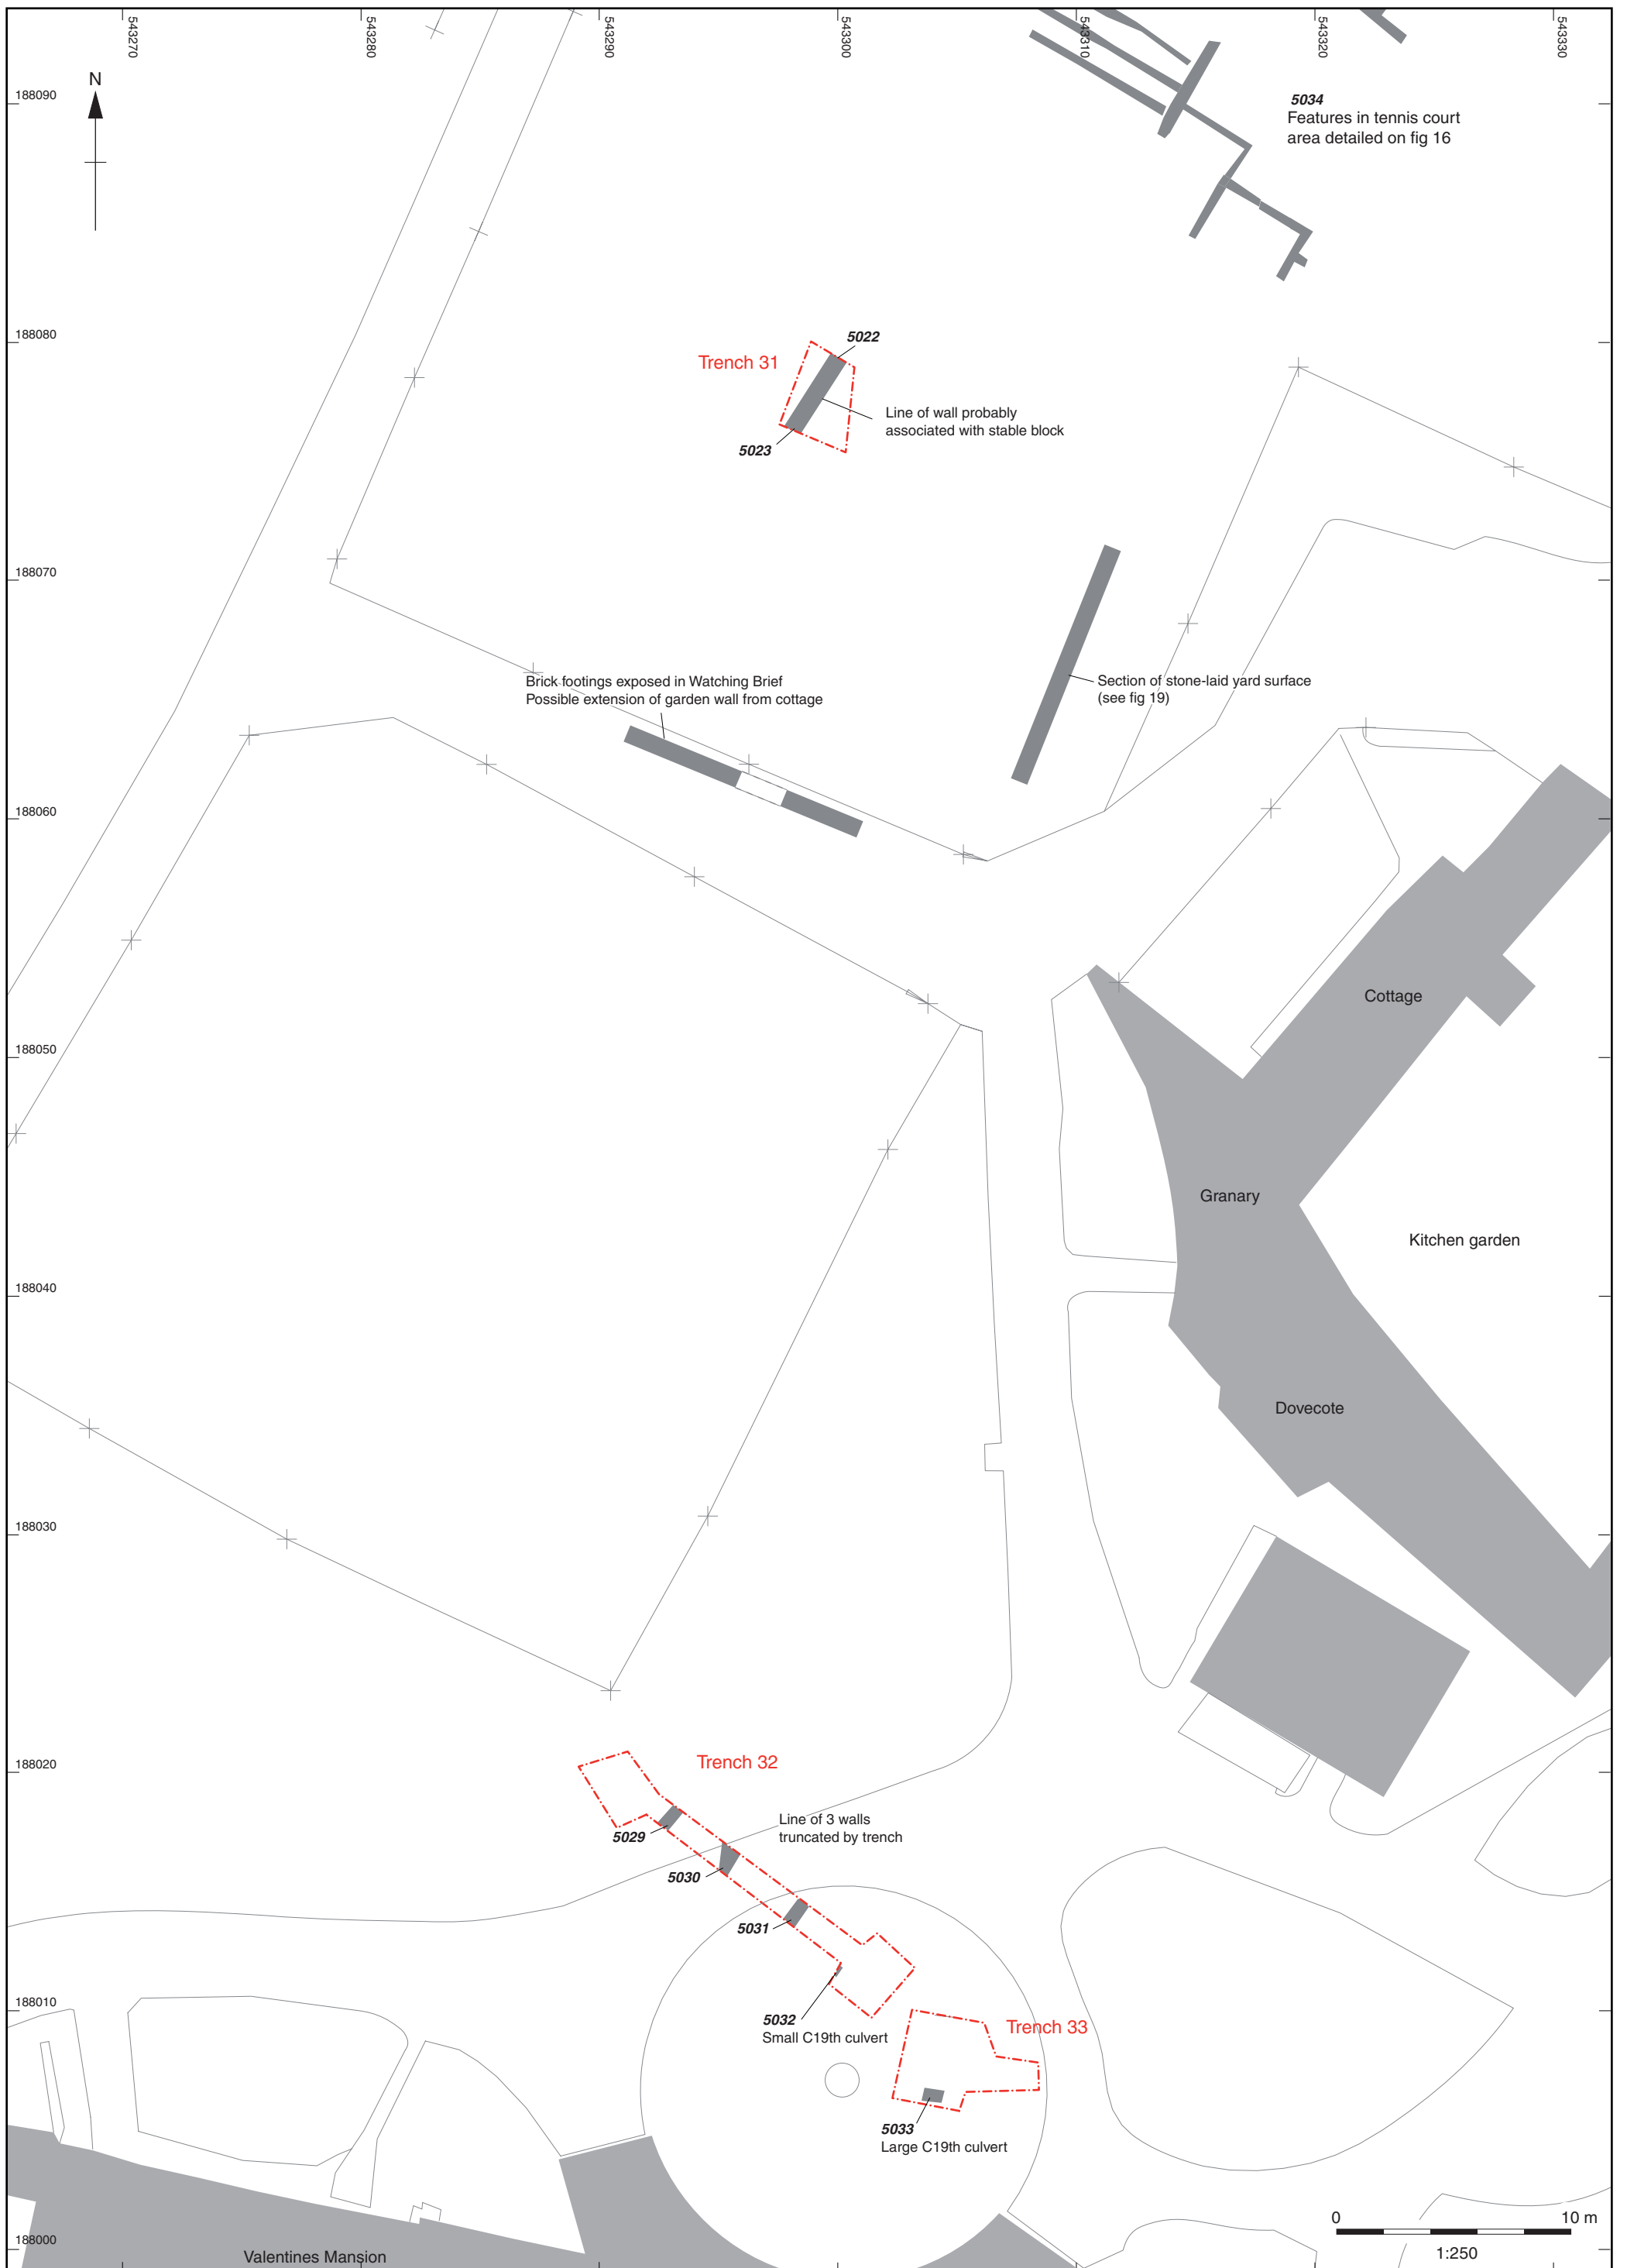 543270
543280
543290
543300
543310
543320
543330
N
188090
5034
Features in tennis court
area detailed on fig 16
188080
5022
Trench 31
Line of wall probably
associated with stable block
5023
188070
Brick footings exposed in Watching Brief
Possible extension of garden wall from cottage
Section of stone-laid yard surface
(see fig 19)
188060
Cottage
188050
Granary
Kitchen garden
188040
Dovecote
188030
188020
Trench 32
Line of 3 walls
truncated by trench
5029
5030
5031
188010
5032
Small C19th culvert
Trench 33
5033
Large C19th culvert
0 10 m
1:250
188000
Valentines Mansion